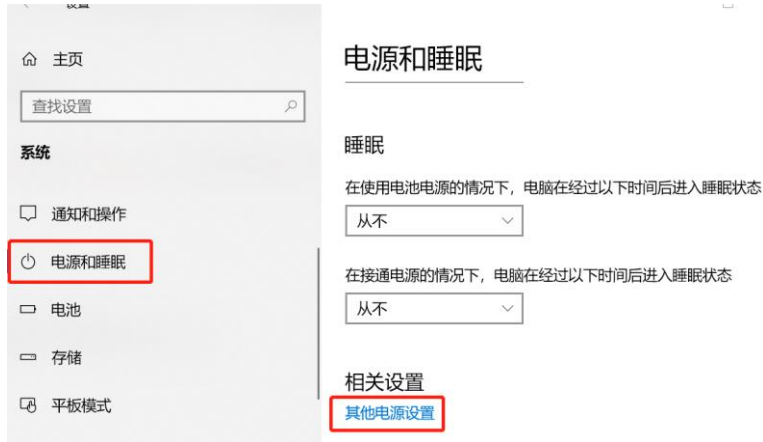 设置
主页
查找设置
系统
通知和操作
电源和睡眠
电池
存储
平板模式
电源和睡眠
睡眠
在使用电池电源的情况下，电脑在经过以下时间后进入睡眠状态
从不
在接通电源的情况下，电脑在经过以下时间后进入睡眠状态
从不
相关设置
其他电源设置